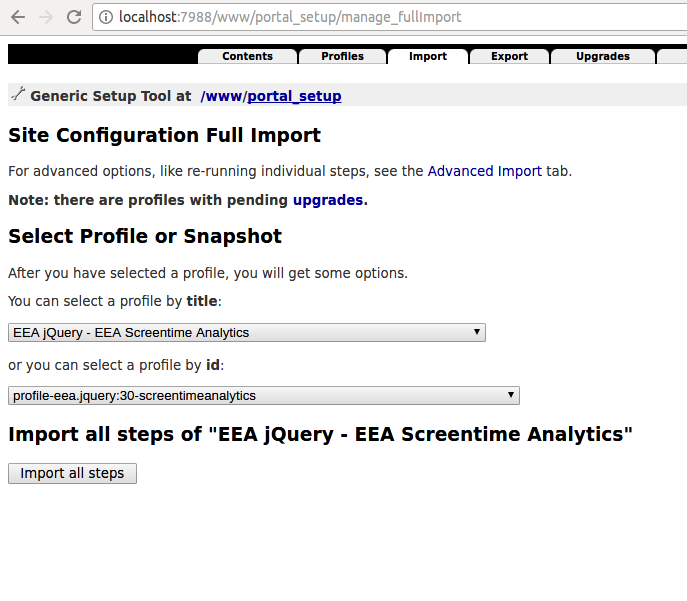 localhost:7988/www/portal_setup/manage_fullImport
Contents Profiles Import Export Upgrades
Generic Setup Tool at /www/portal_setup
Site Configuration Full Import
For advanced options, like re-running individual steps, see the Advanced Import tab.
Note: there are profiles with pending upgrades.
Select Profile or Snapshot
After you have selected a profile, you will get some options.
You can select a profile by title:
EEA jQuery - EEA Screentime Analytics
or you can select a profile by id:
profile-eea.jquery:30-screentimeanalytics
Import all steps of "EEA jQuery - EEA Screentime Analytics"
Import all steps